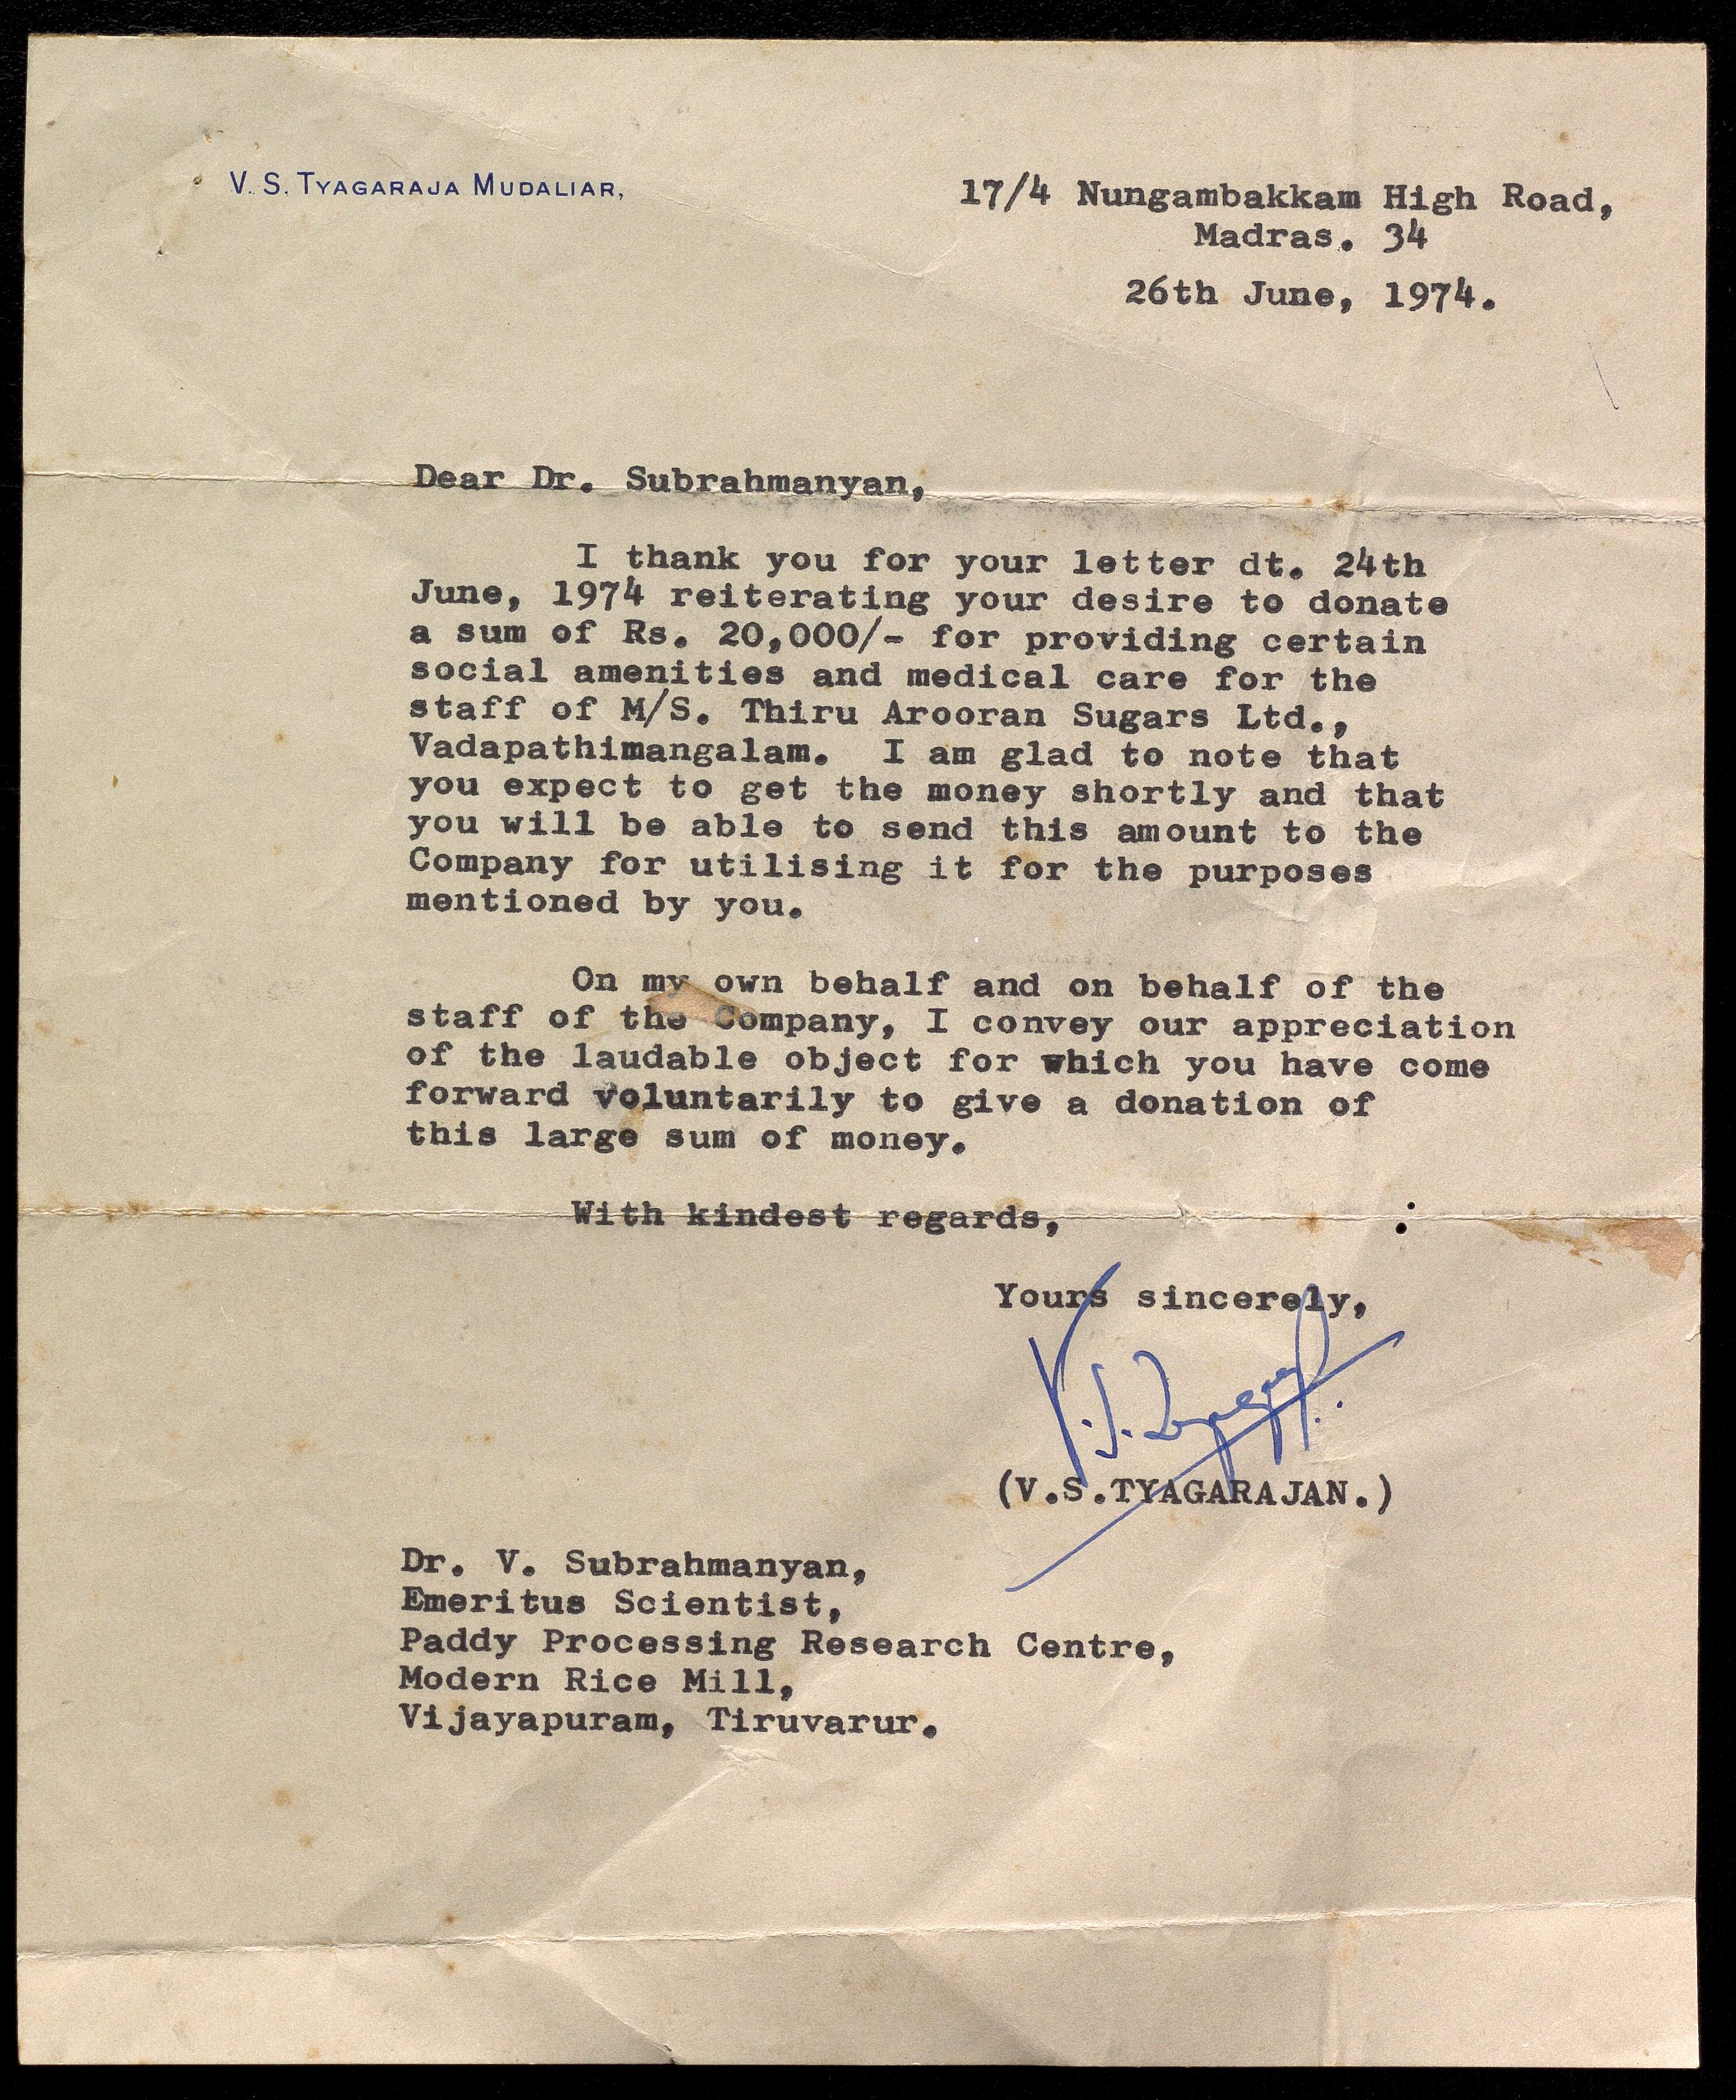 V. S. TYAGARAJA MUDALIAR,
17/4 Nungambakkam High Road,
Madras. 34
26th June, 1974.
Dear Dr. Subrahmanyan,
I thank you for your letter dt. 24th
June, 1974 reiterating your desire to donate
a sum of Rs. 20,000/- for providing certain
social amenities and medical care for the
staff of M/S. Thiru Arooran Sugars Ltd.,
Vadapathimangalam. I am glad to note that
you expect to get the money shortly and that
you will be able to send this amount to the
Company for utilising it for the purposes
mentioned by you.
On my own behalf and on behalf of the
staff of the Company, I convey our appreciation
of the laudable object for which you have come
forward voluntarily to give a donation of
this large sum of money.
With kindest regards,
Yours sincerely,
V. S. Tyagaraj..
(V.S.TYAGARAJAN.)
Dr. V. Subrahmanyan,
Emeritus Scientist,
Paddy Processing Research Centre,
Modern Rice Mill,
Vijayapuram, Tiruvarur.